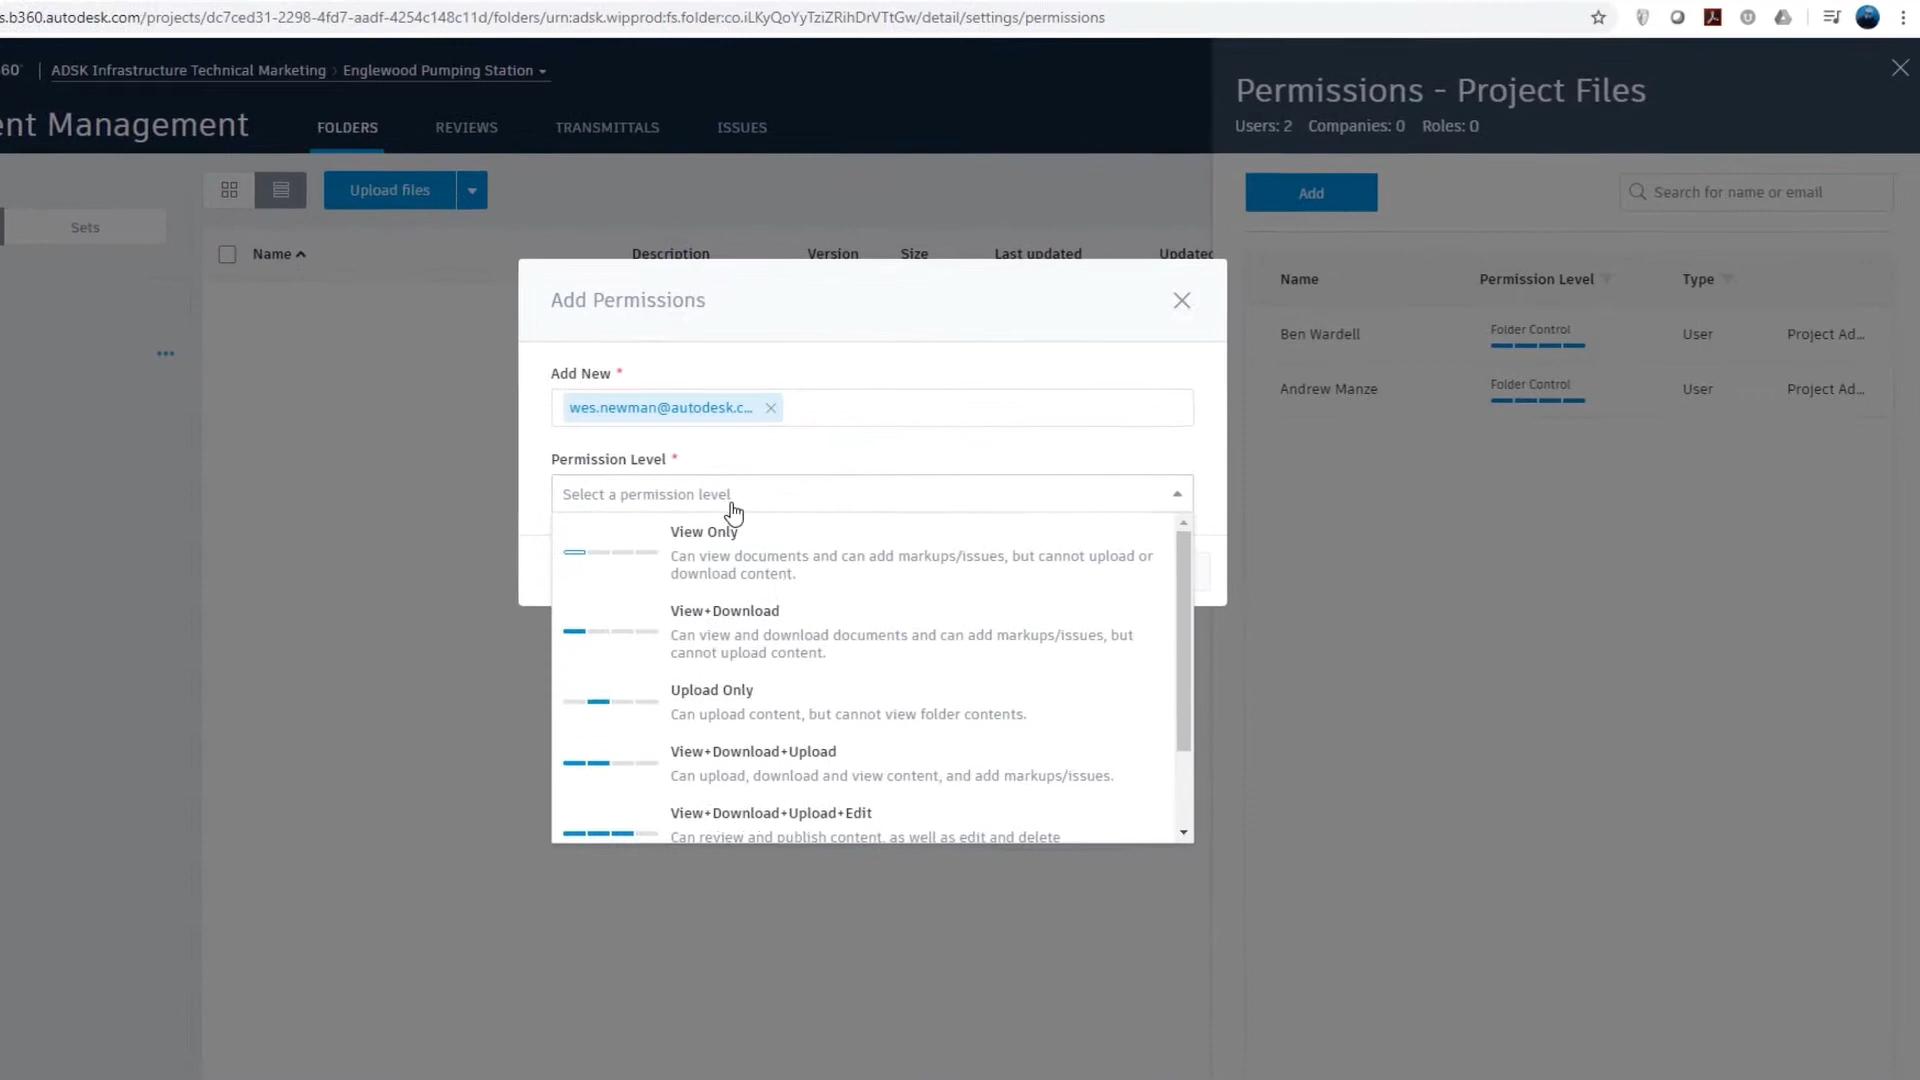 s.b360.autodesk.com/projects/dc7ced31-2298-4fd7-aadf-4254c148c11d/folders/urn:adsk.wipprod:fs.folder:co.iLKyQoYyTziZRihDrVTtGw/detail/settings/permissions
60 | ADSK Infrastructure Technical Marketing > Englewood Pumping Station
ent Management
FOLDERS REVIEWS TRANSMITTALS ISSUES
Permissions - Project Files
Users: 2 Companies: 0 Roles: 0
Upload files
Add
Search for name or email
Sets
Name Description Version Size Last updated Updated
Name Permission Level Type
Ben Wardell Folder Control User Project Ad...
Andrew Manze Folder Control User Project Ad...
Add Permissions
Add New *
wes.newman@autodesk.c...
Permission Level *
Select a permission level
View Only
Can view documents and can add markups/issues, but cannot upload or
download content.
View+Download
Can view and download documents and can add markups/issues, but
cannot upload content.
Upload Only
Can upload content, but cannot view folder contents.
View+Download+Upload
Can upload, download and view content, and add markups/issues.
View+Download+Upload+Edit
Can review and publish content, as well as edit and delete